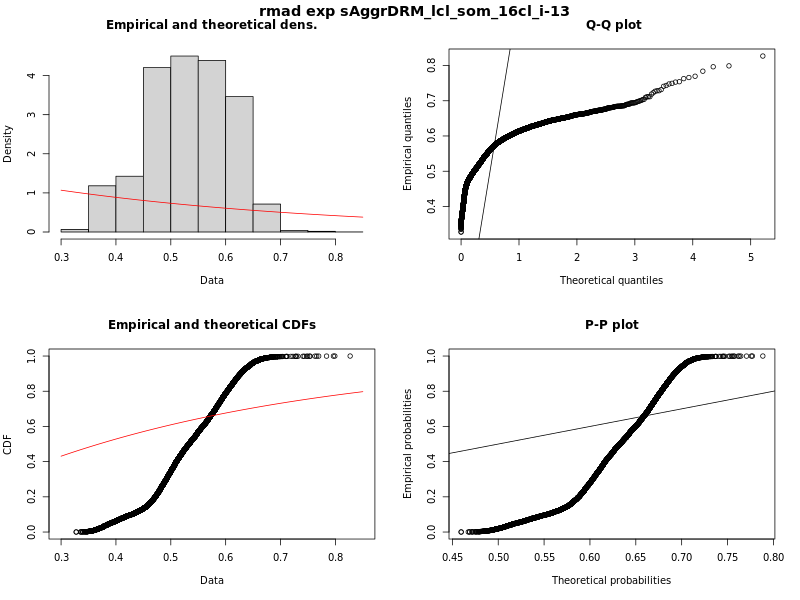 rmad exp sAggrDRM_lcl_som_16cl_i-13
Empirical and theoretical dens.
Density
0 1 2 3 4
0.3 0.4 0.5 0.6 0.7 0.8
Data
Q-Q plot
Empirical quantiles
0.4 0.5 0.6 0.7 0.8
0 1 2 3 4 5
Theoretical quantiles
Empirical and theoretical CDFs
CDF
0.0 0.2 0.4 0.6 0.8 1.0
0.3 0.4 0.5 0.6 0.7 0.8
Data
P-P plot
Empirical probabilities
0.0 0.2 0.4 0.6 0.8 1.0
0.45 0.50 0.55 0.60 0.65 0.70 0.75 0.80
Theoretical probabilities